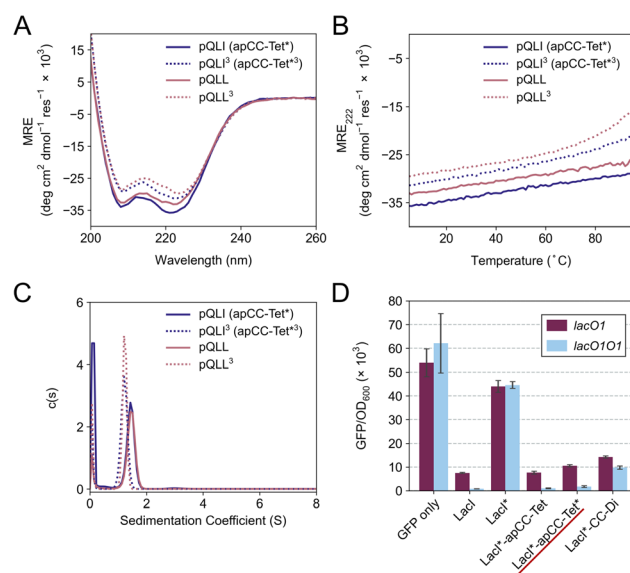 A
pQLI (apCC-Tet*)
pQLI³ (apCC-Tet*³)
pQLL
pQLL³
MRE
(deg cm² dmol⁻¹ res⁻¹ × 10³)
15
5
−5
−15
−25
−35
200 220 240 260
Wavelength (nm)
B
pQLI (apCC-Tet*)
pQLI³ (apCC-Tet*³)
pQLL
pQLL³
MRE₂₂₂
(deg cm² dmol⁻¹ res⁻¹ × 10³)
−5
−15
−25
−35
20 40 60 80
Temperature (°C)
C
pQLI (apCC-Tet*)
pQLI³ (apCC-Tet*³)
pQLL
pQLL³
c(s)
6
4
2
0
0 2 4 6 8
Sedimentation Coefficient (S)
D
lacO1
lacO1O1
GFP/OD₆₀₀ (× 10³)
80
70
60
50
40
30
20
10
0
GFP only
LacI
LacI*
LacI*-apCC-Tet
LacI*-apCC-Tet*
LacI*-CC-Di